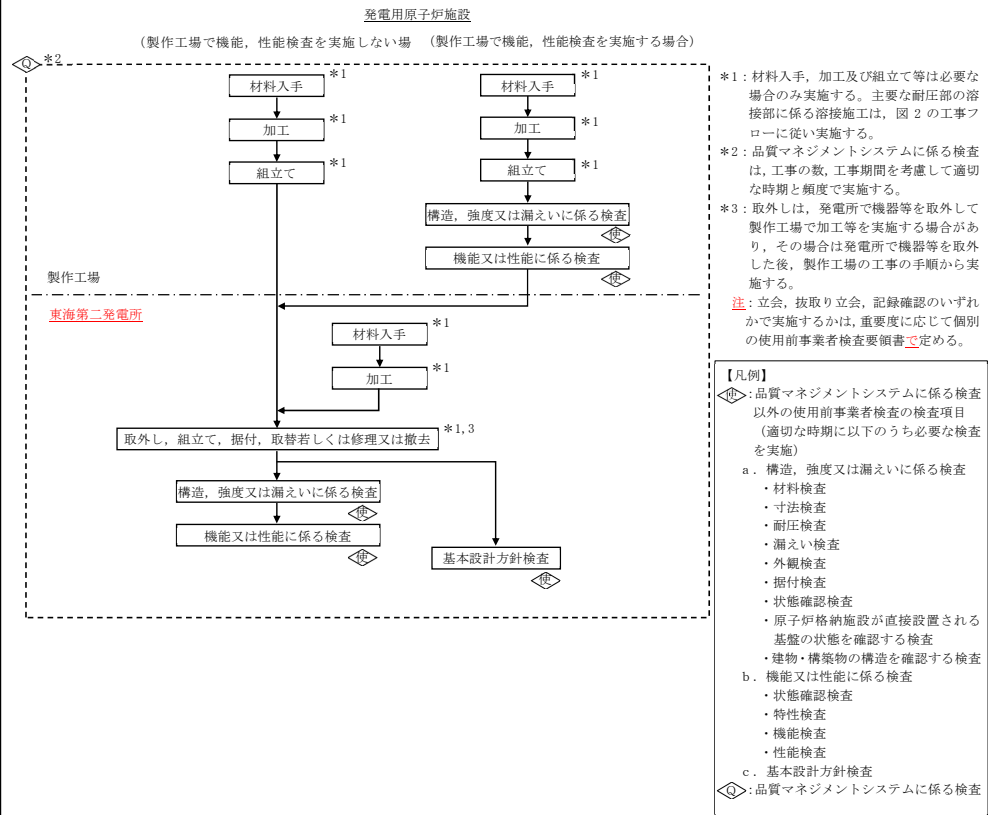 発電用原子炉施設
(製作工場で機能，性能検査を実施しない場
(製作工場で機能，性能検査を実施する場合)
Q
*2
材料入手
*1
加工
*1
組立て
*1
材料入手
*1
加工
*1
組立て
*1
構造，強度又は漏えいに係る検査
使
機能又は性能に係る検査
使
製作工場
東海第二発電所
材料入手
*1
加工
*1
取外し，組立て，据付，取替若しくは修理又は撤去
*1,3
構造，強度又は漏えいに係る検査
使
機能又は性能に係る検査
使
基本設計方針検査
使
*1：材料入手，加工及び組立て等は必要な
場合のみ実施する。主要な耐圧部の溶
接部に係る溶接施工は，図 2 の工事フ
ローに従い実施する。
*2：品質マネジメントシステムに係る検査
は，工事の数，工事期間を考慮して適切
な時期と頻度で実施する。
*3：取外しは，発電所で機器等を取外して
製作工場で加工等を実施する場合があ
り，その場合は発電所で機器等を取外
した後，製作工場の工事の手順から実
施する。
注：立会，抜取り立会，記録確認のいずれ
かで実施するかは，重要度に応じて個別
の使用前事業者検査要領書で定める。
【凡例】
使：品質マネジメントシステムに係る検査
以外の使用前事業者検査の検査項目
（適切な時期に以下のうち必要な検査
を実施）
a．構造，強度又は漏えいに係る検査
・材料検査
・寸法検査
・耐圧検査
・漏えい検査
・外観検査
・据付検査
・状態確認検査
・原子炉格納施設が直接設置される
基盤の状態を確認する検査
・建物・構築物の構造を確認する検査
b．機能又は性能に係る検査
・状態確認検査
・特性検査
・機能検査
・性能検査
c．基本設計方針検査
Q：品質マネジメントシステムに係る検査